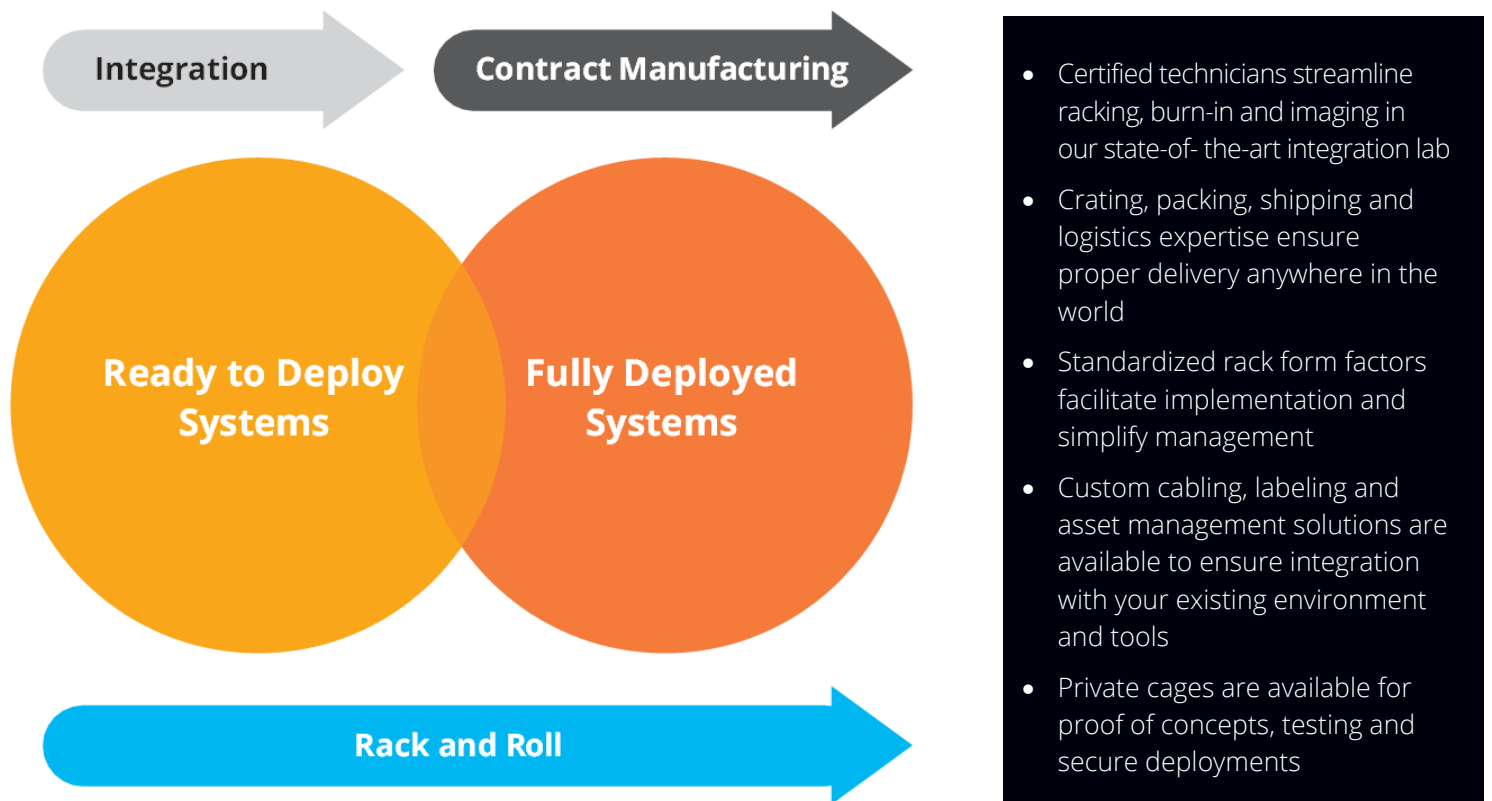 Integration
Contract Manufacturing
Ready to Deploy
Systems
Fully Deployed
Systems
Rack and Roll
• Certified technicians streamline
racking, burn-in and imaging in
our state-of- the-art integration lab
• Crating, packing, shipping and
logistics expertise ensure
proper delivery anywhere in the
world
• Standardized rack form factors
facilitate implementation and
simplify management
• Custom cabling, labeling and
asset management solutions are
available to ensure integration
with your existing environment
and tools
• Private cages are available for
proof of concepts, testing and
secure deployments